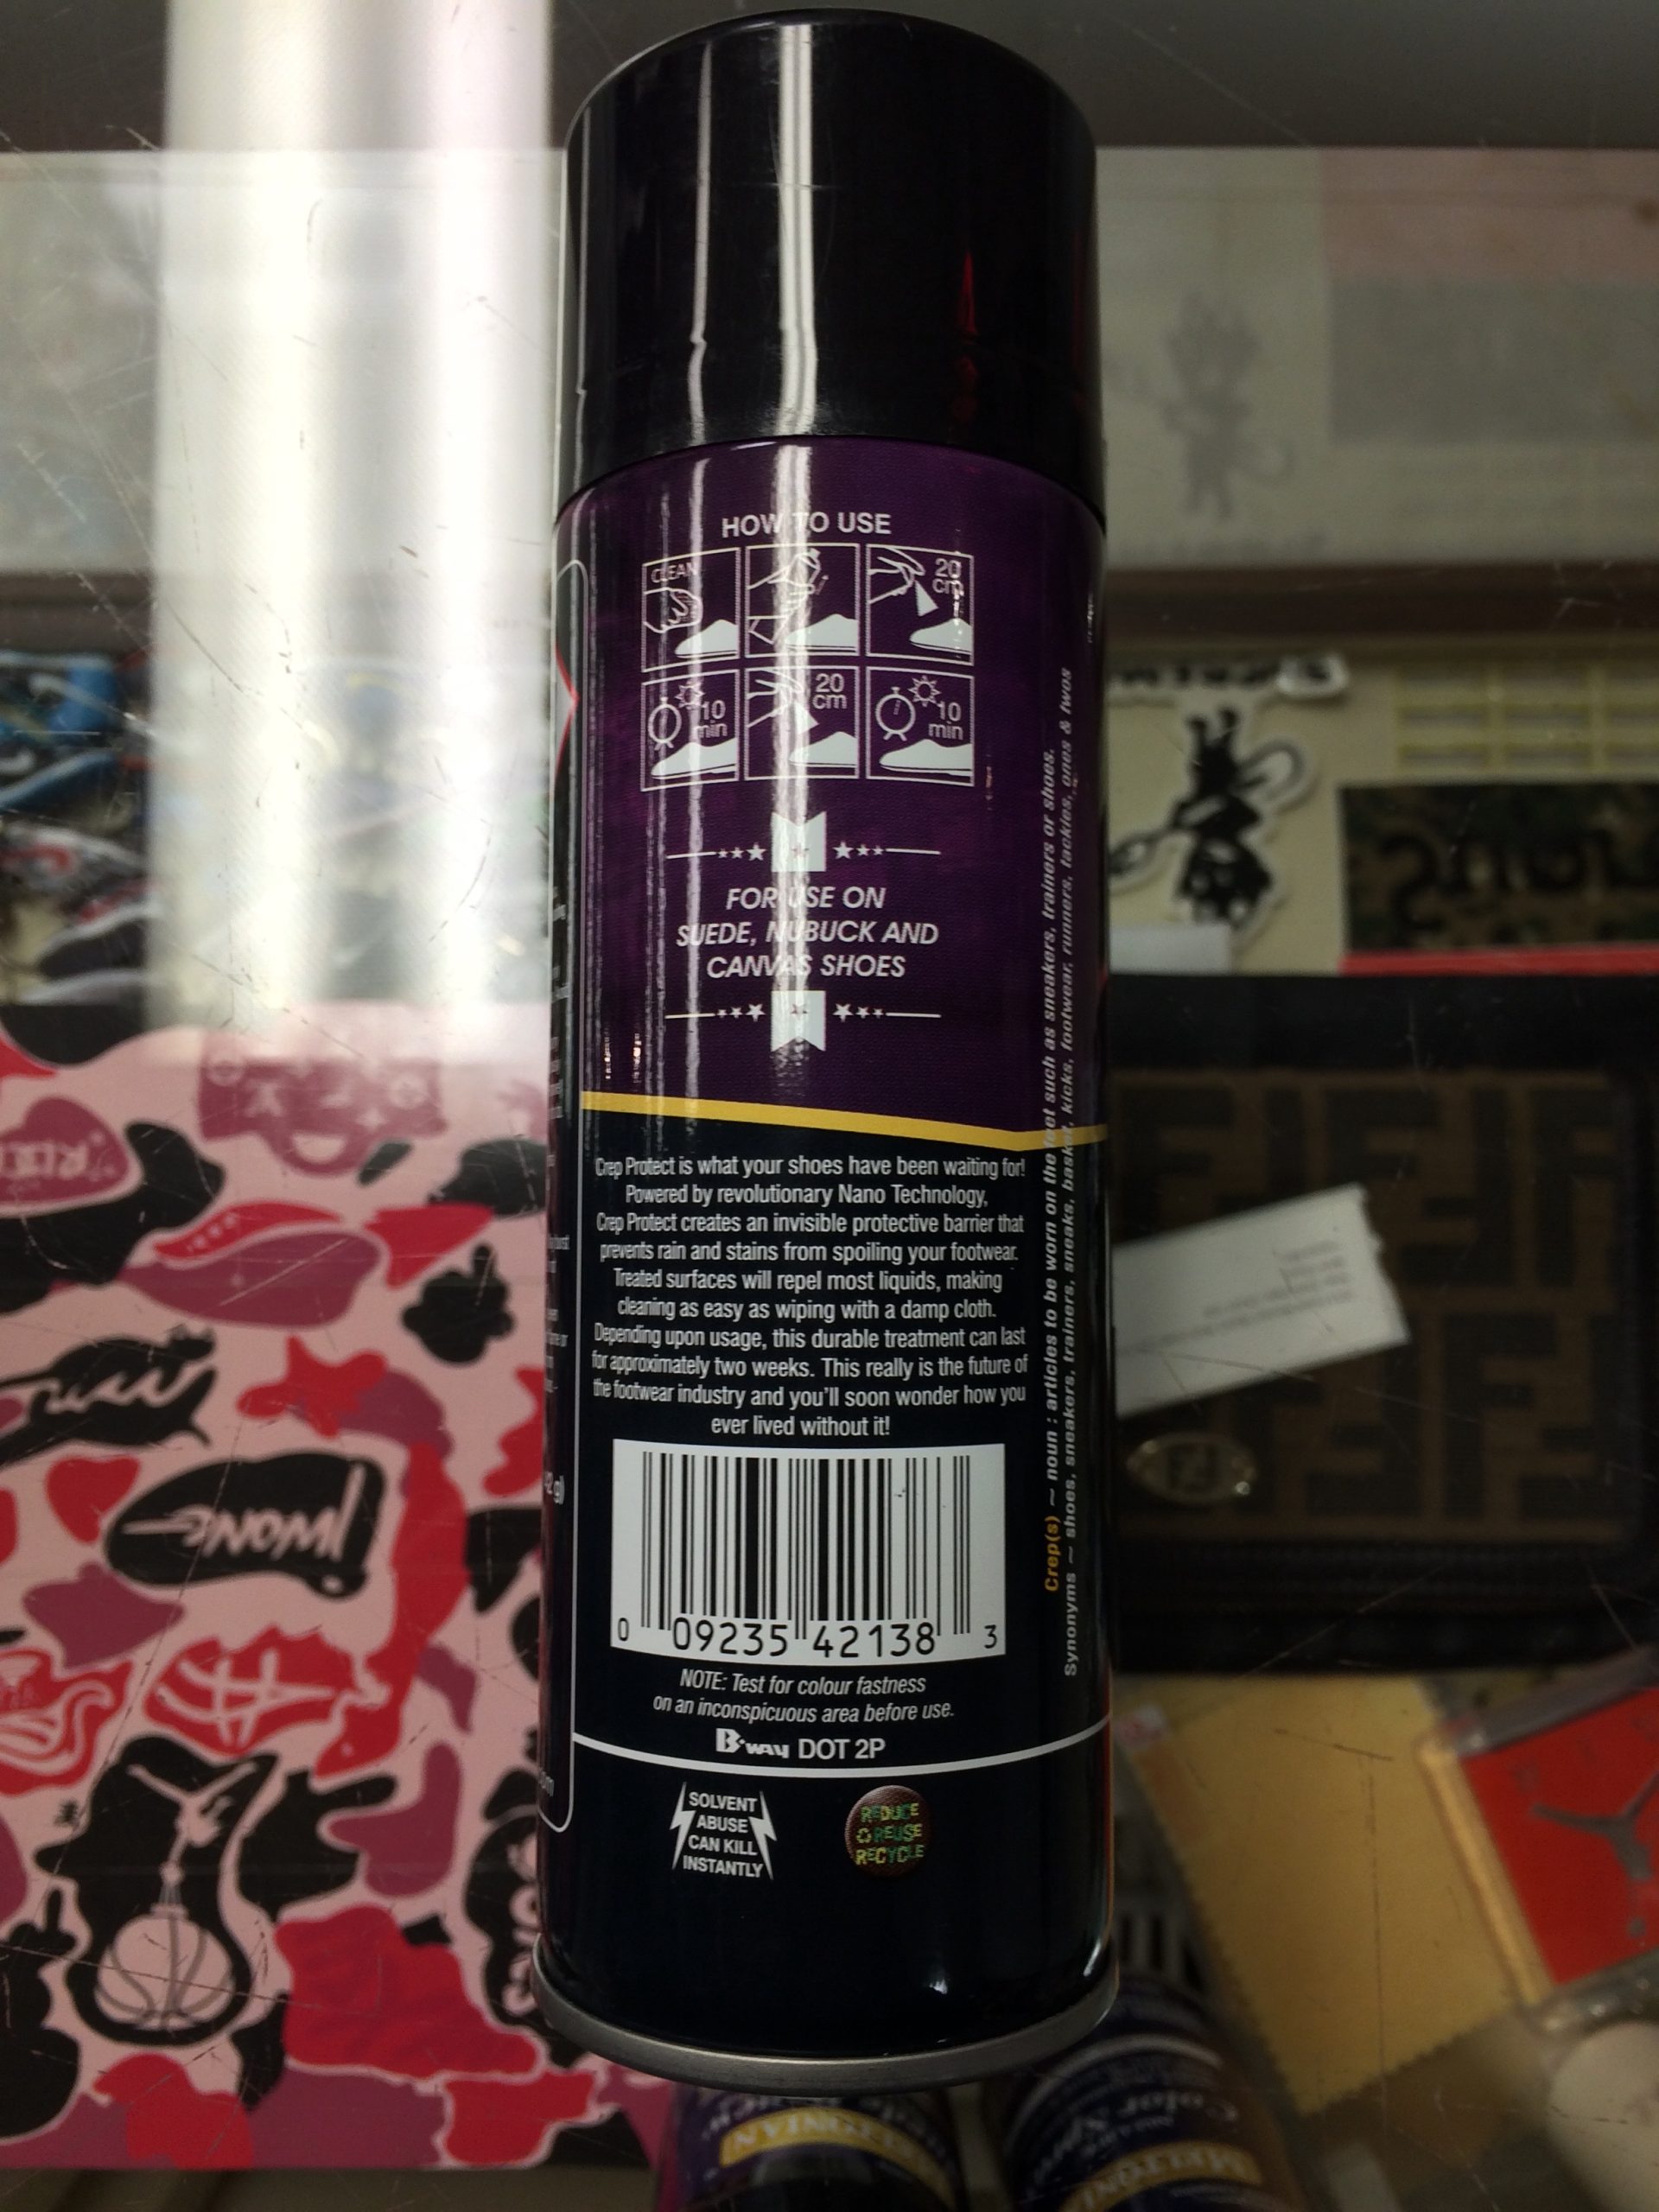 HOW TO USE
CLEAN
20
cm
10
min
20
cm
10
min
FOR USE ON
SUEDE, NUBUCK AND
CANVAS SHOES
Crep Protect is what your shoes have been waiting for!
Powered by revolutionary Nano Technology,
Crep Protect creates an invisible protective barrier that
prevents rain and stains from spoiling your footwear.
Treated surfaces will repel most liquids, making
cleaning as easy as wiping with a damp cloth.
Depending upon usage, this durable treatment can last
for approximately two weeks. This really is the future of
the footwear industry and you'll soon wonder how you
ever lived without it!
0 09235 42138 3
NOTE: Test for colour fastness
on an inconspicuous area before use.
B-way DOT 2P
SOLVENT
ABUSE
CAN KILL
INSTANTLY
REDUCE
REUSE
RECYCLE
Crep(s) ~ noun : articles to be worn on the feet such as sneakers, trainers or shoes.
Synonyms ~ shoes, sneakers, trainers, sneaks, basket, kicks, footwear, runners, fackies, ones & twos
MELTONIAN
Color Spray